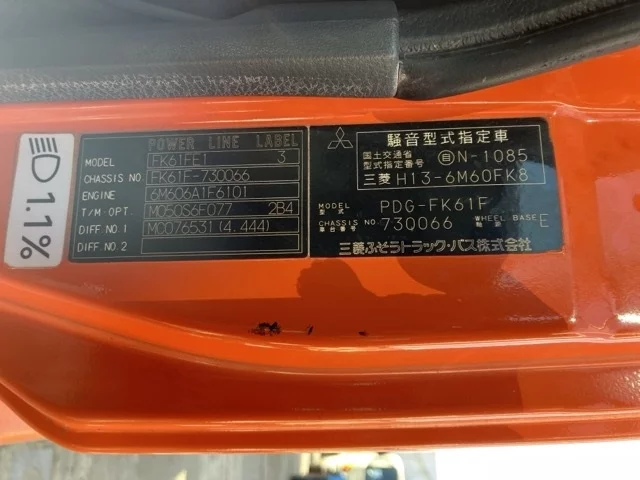 1.1%
POWER LINE LABEL
MODEL FK61FE1 3
CHASSIS NO. FK61F-730066
ENGINE 6M606A1F6101
T/M・OPT. M050S6F077 2B4
DIFF.NO.1 M0076531(4.444)
DIFF.NO.2
騒音型式指定車
国土交通省
型式指定番号 自N-1085
三菱 H13-6M60FK8
MODEL
型式 PDG-FK61F
CHASSIS NO WHEEL BASE
車台番号 730066 軸距 E
三菱ふそうトラック・バス株式会社